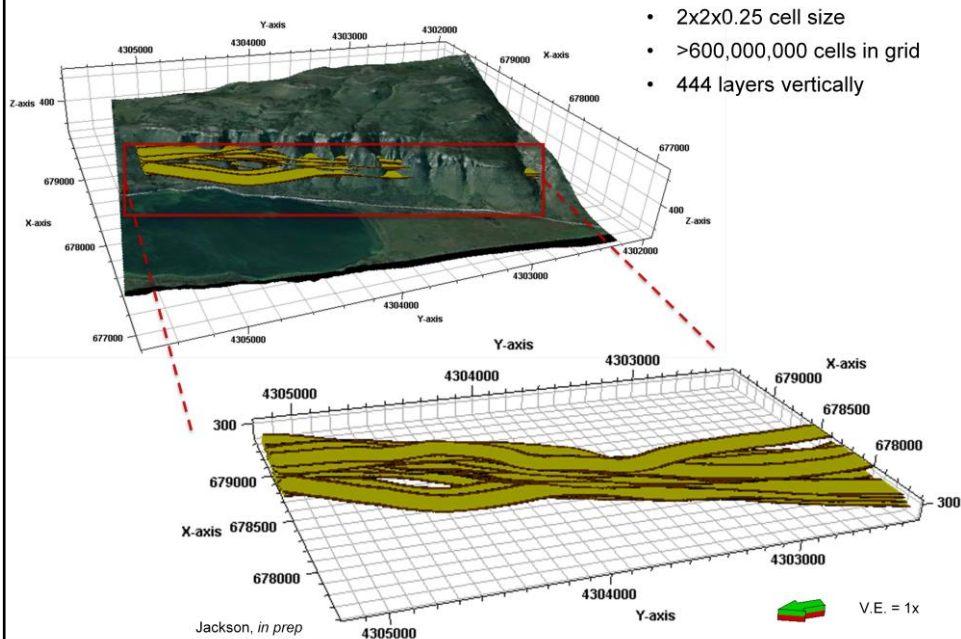 • 2x2x0.25 cell size
• >600,000,000 cells in grid
• 444 layers vertically
Y-axis
4305000
4304000
4303000
4302000
X-axis
679000
678000
677000
Z-axis 400
400
Z-axis
679000
X-axis
678000
677000
4302000
4303000
4304000
Y-axis
4305000
Y-axis
4303000
4304000
4305000
X-axis
679000
678500
678000
300
679000
678500
X-axis
678000
300
4303000
4304000
Y-axis
4305000
V.E. = 1x
Jackson, in prep